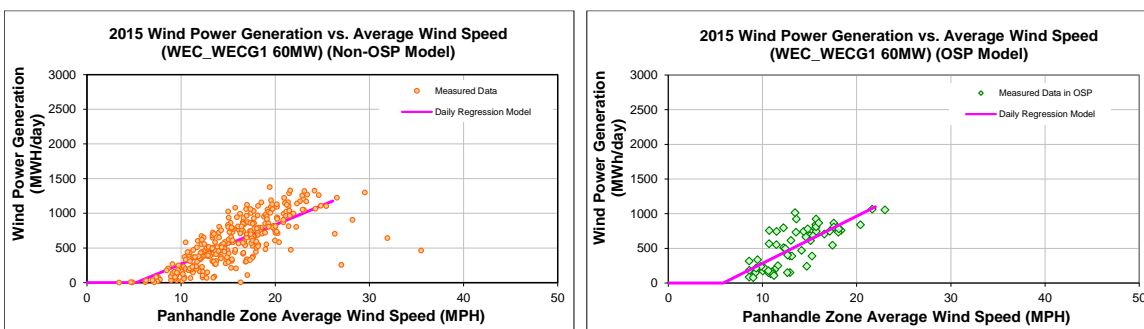 2015 Wind Power Generation vs. Average Wind Speed
(WEC_WECG1 60MW) (Non-OSP Model)
Wind Power Generation
(MWH/day)
3000
2500
2000
1500
1000
500
0
Measured Data
Daily Regression Model
0 10 20 30 40 50
Panhandle Zone Average Wind Speed (MPH)
2015 Wind Power Generation vs. Average Wind Speed
(WEC_WECG1 60MW) (OSP Model)
Wind Power Generation
(MWh/day)
3000
2500
2000
1500
1000
500
0
Measured Data in OSP
Daily Regression Model
0 10 20 30 40 50
Panhandle Zone Average Wind Speed (MPH)